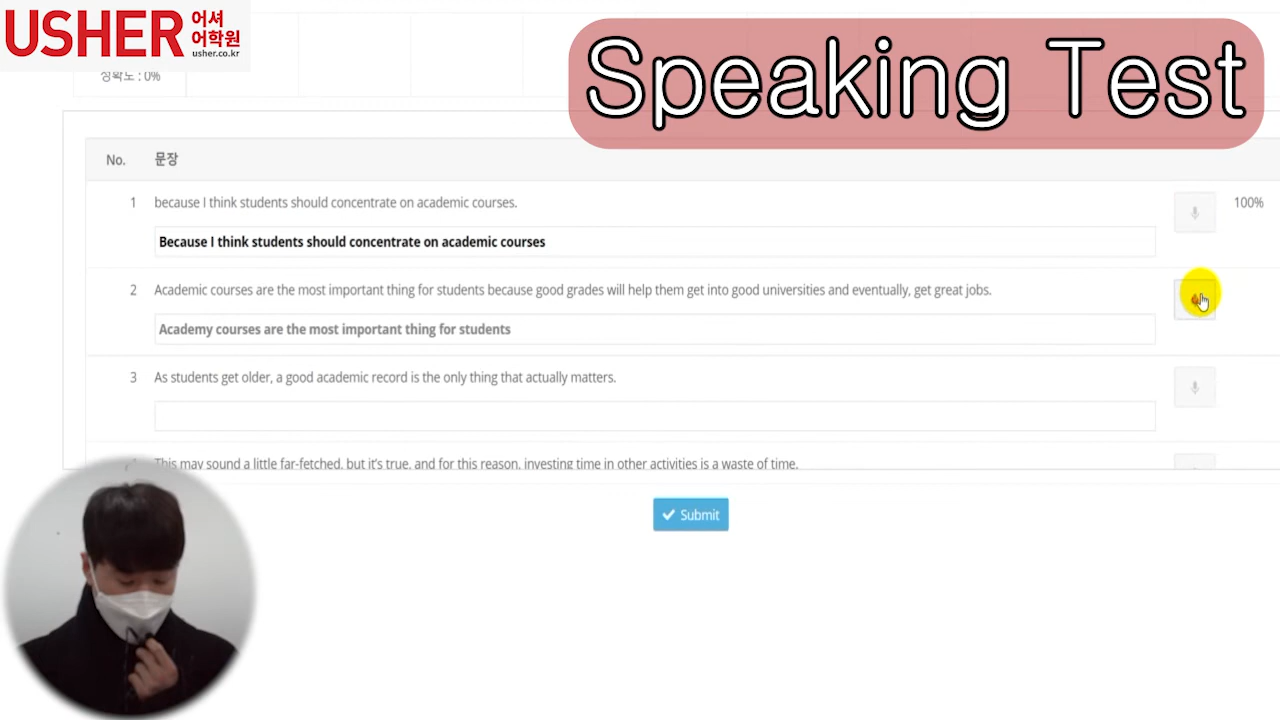 USHER 어셔
어학원
usher.co.kr
Speaking Test
정확도 : 0%
No. 문장
1 because I think students should concentrate on academic courses. 100%
Because I think students should concentrate on academic courses
2 Academic courses are the most important thing for students because good grades will help them get into good universities and eventually, get great jobs.
Academy courses are the most important thing for students
3 As students get older, a good academic record is the only thing that actually matters.
This may sound a little far-fetched, but it's true, and for this reason, investing time in other activities is a waste of time.
Submit